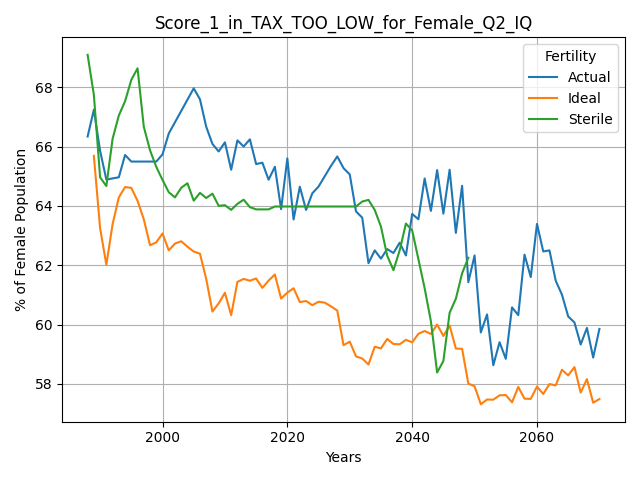 Score_1_in_TAX_TOO_LOW_for_Female_Q2_IQ
Fertility
Actual
Ideal
Sterile
% of Female Population
68
66
64
62
60
58
2000
2020
2040
2060
Years